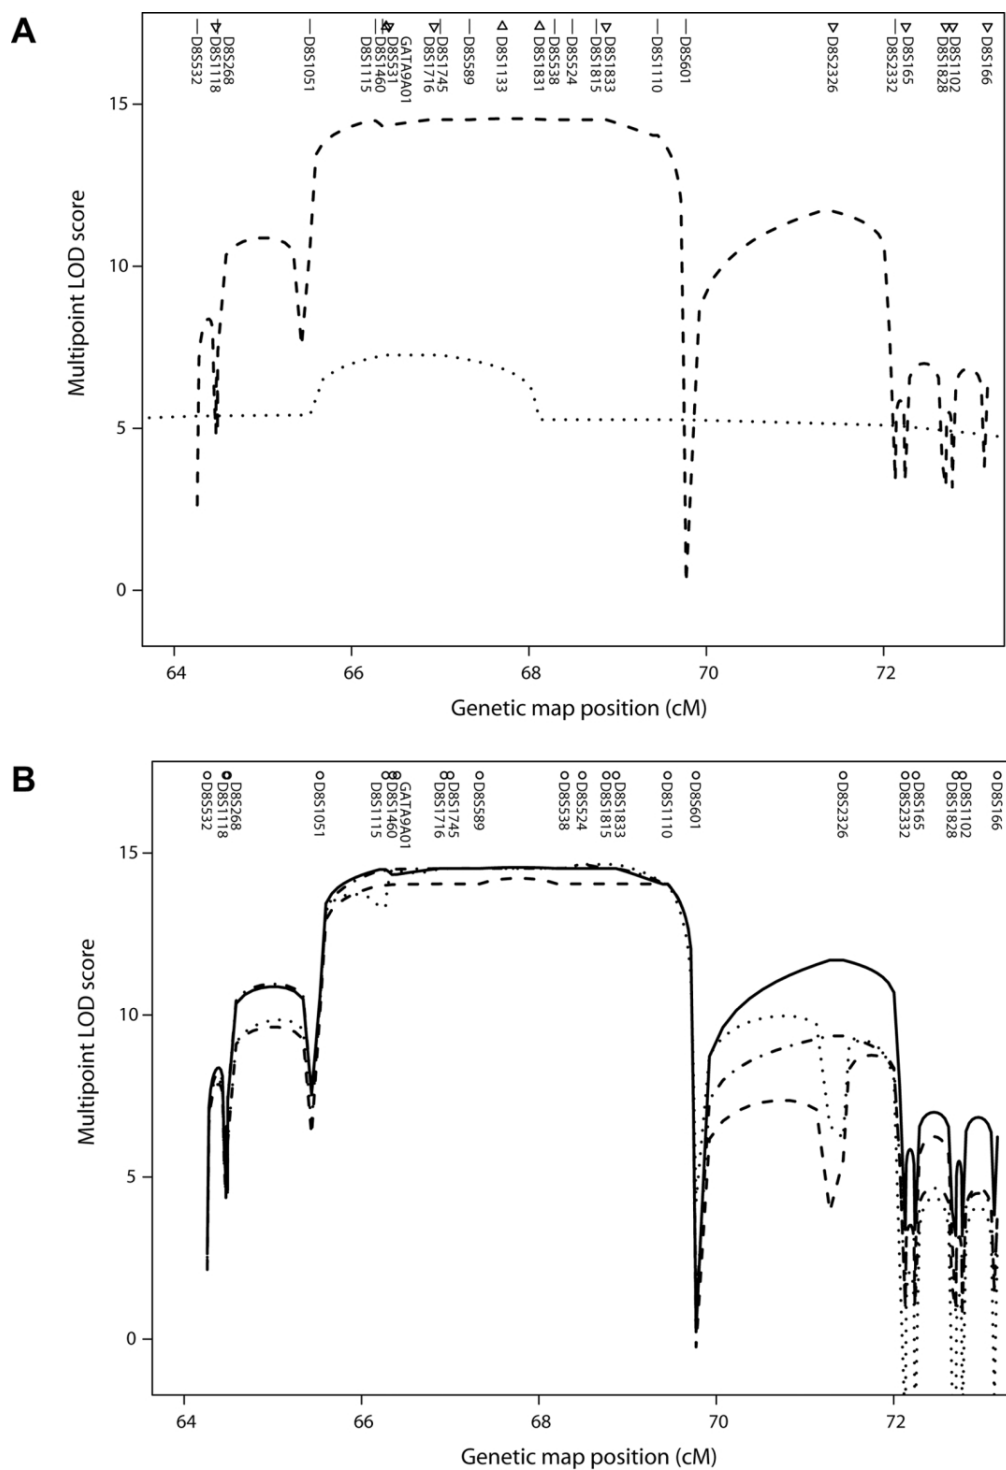 A
D8S532
D8S1118
D8S268
D8S1051
D8S1115
D8S1460
D8S531
GATA9A01
D8S1716
D8S1745
D8S589
D8S1133
D8S1831
D8S538
D8S524
D8S1815
D8S1833
D8S1110
D8S601
D8S2326
D8S2332
D8S165
D8S1828
D8S1102
D8S166
Multipoint LOD score
15
10
5
0
64 66 68 70 72
Genetic map position (cM)
B
D8S532
D8S1118
D8S268
D8S1051
D8S1115
D8S1460
GATA9A01
D8S1716
D8S1745
D8S589
D8S538
D8S524
D8S1815
D8S1833
D8S1110
D8S601
D8S2326
D8S2332
D8S165
D8S1828
D8S1102
D8S166
Multipoint LOD score
15
10
5
0
64 66 68 70 72
Genetic map position (cM)